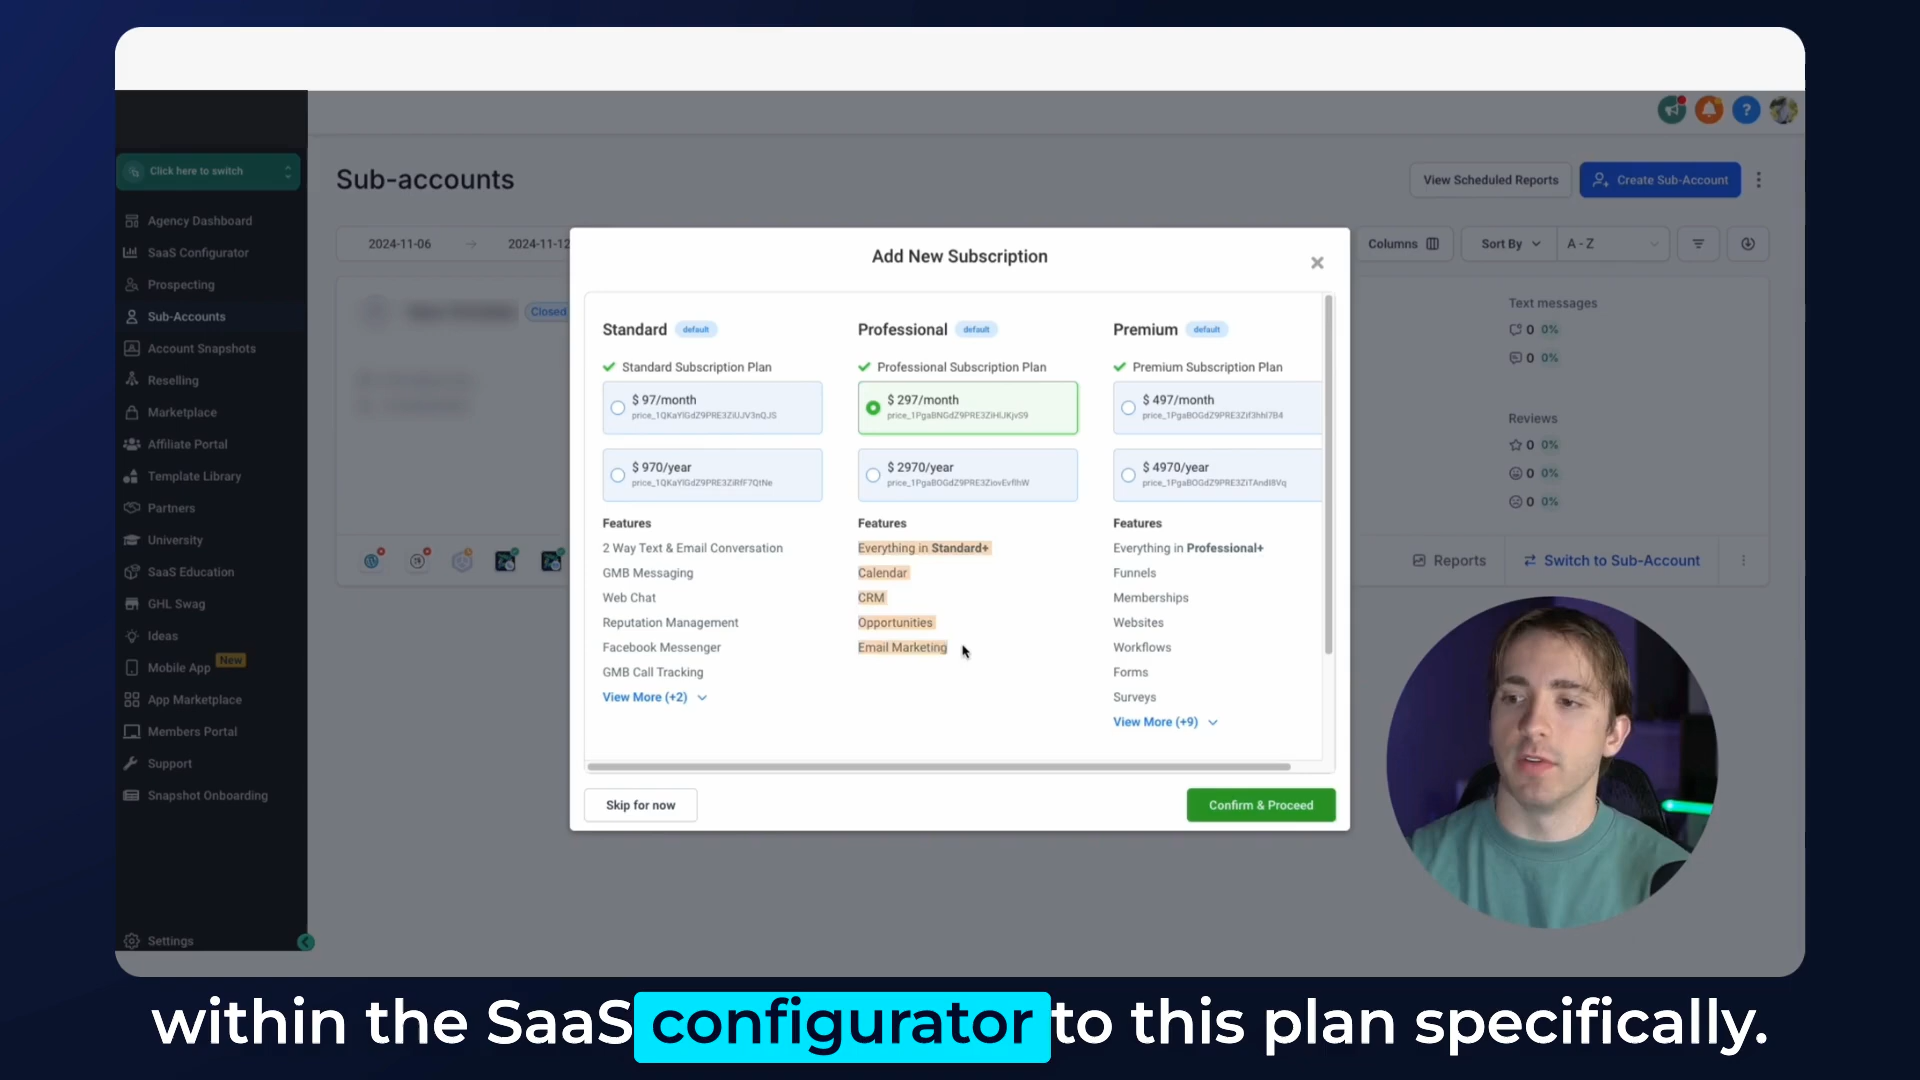 Click here to switch
Agency Dashboard
SaaS Configurator
Prospecting
Sub-Accounts
Account Snapshots
Reselling
Marketplace
Affiliate Portal
Template Library
Partners
University
SaaS Education
GHL Swag
Ideas
Mobile App New
App Marketplace
Members Portal
Support
Snapshot Onboarding
Settings
Sub-accounts
View Scheduled Reports
Create Sub-Account
2024-11-06 → 2024-11-12
Columns
Sort By
A - Z
Closed
Text messages
0 0%
0 0%
Reviews
0 0%
0 0%
0 0%
Reports
Switch to Sub-Account
Add New Subscription
Standard default
Standard Subscription Plan
$ 97/month
$ 970/year
Features
2 Way Text & Email Conversation
GMB Messaging
Web Chat
Reputation Management
Facebook Messenger
GMB Call Tracking
View More (+2)
Professional default
Professional Subscription Plan
$ 297/month
$ 2970/year
Features
Everything in Standard+
Calendar
CRM
Opportunities
Email Marketing
Premium default
Premium Subscription Plan
$ 497/month
$ 4970/year
Features
Everything in Professional+
Funnels
Memberships
Websites
Workflows
Forms
Surveys
View More (+9)
Skip for now
Confirm & Proceed
within the SaaS configurator to this plan specifically.